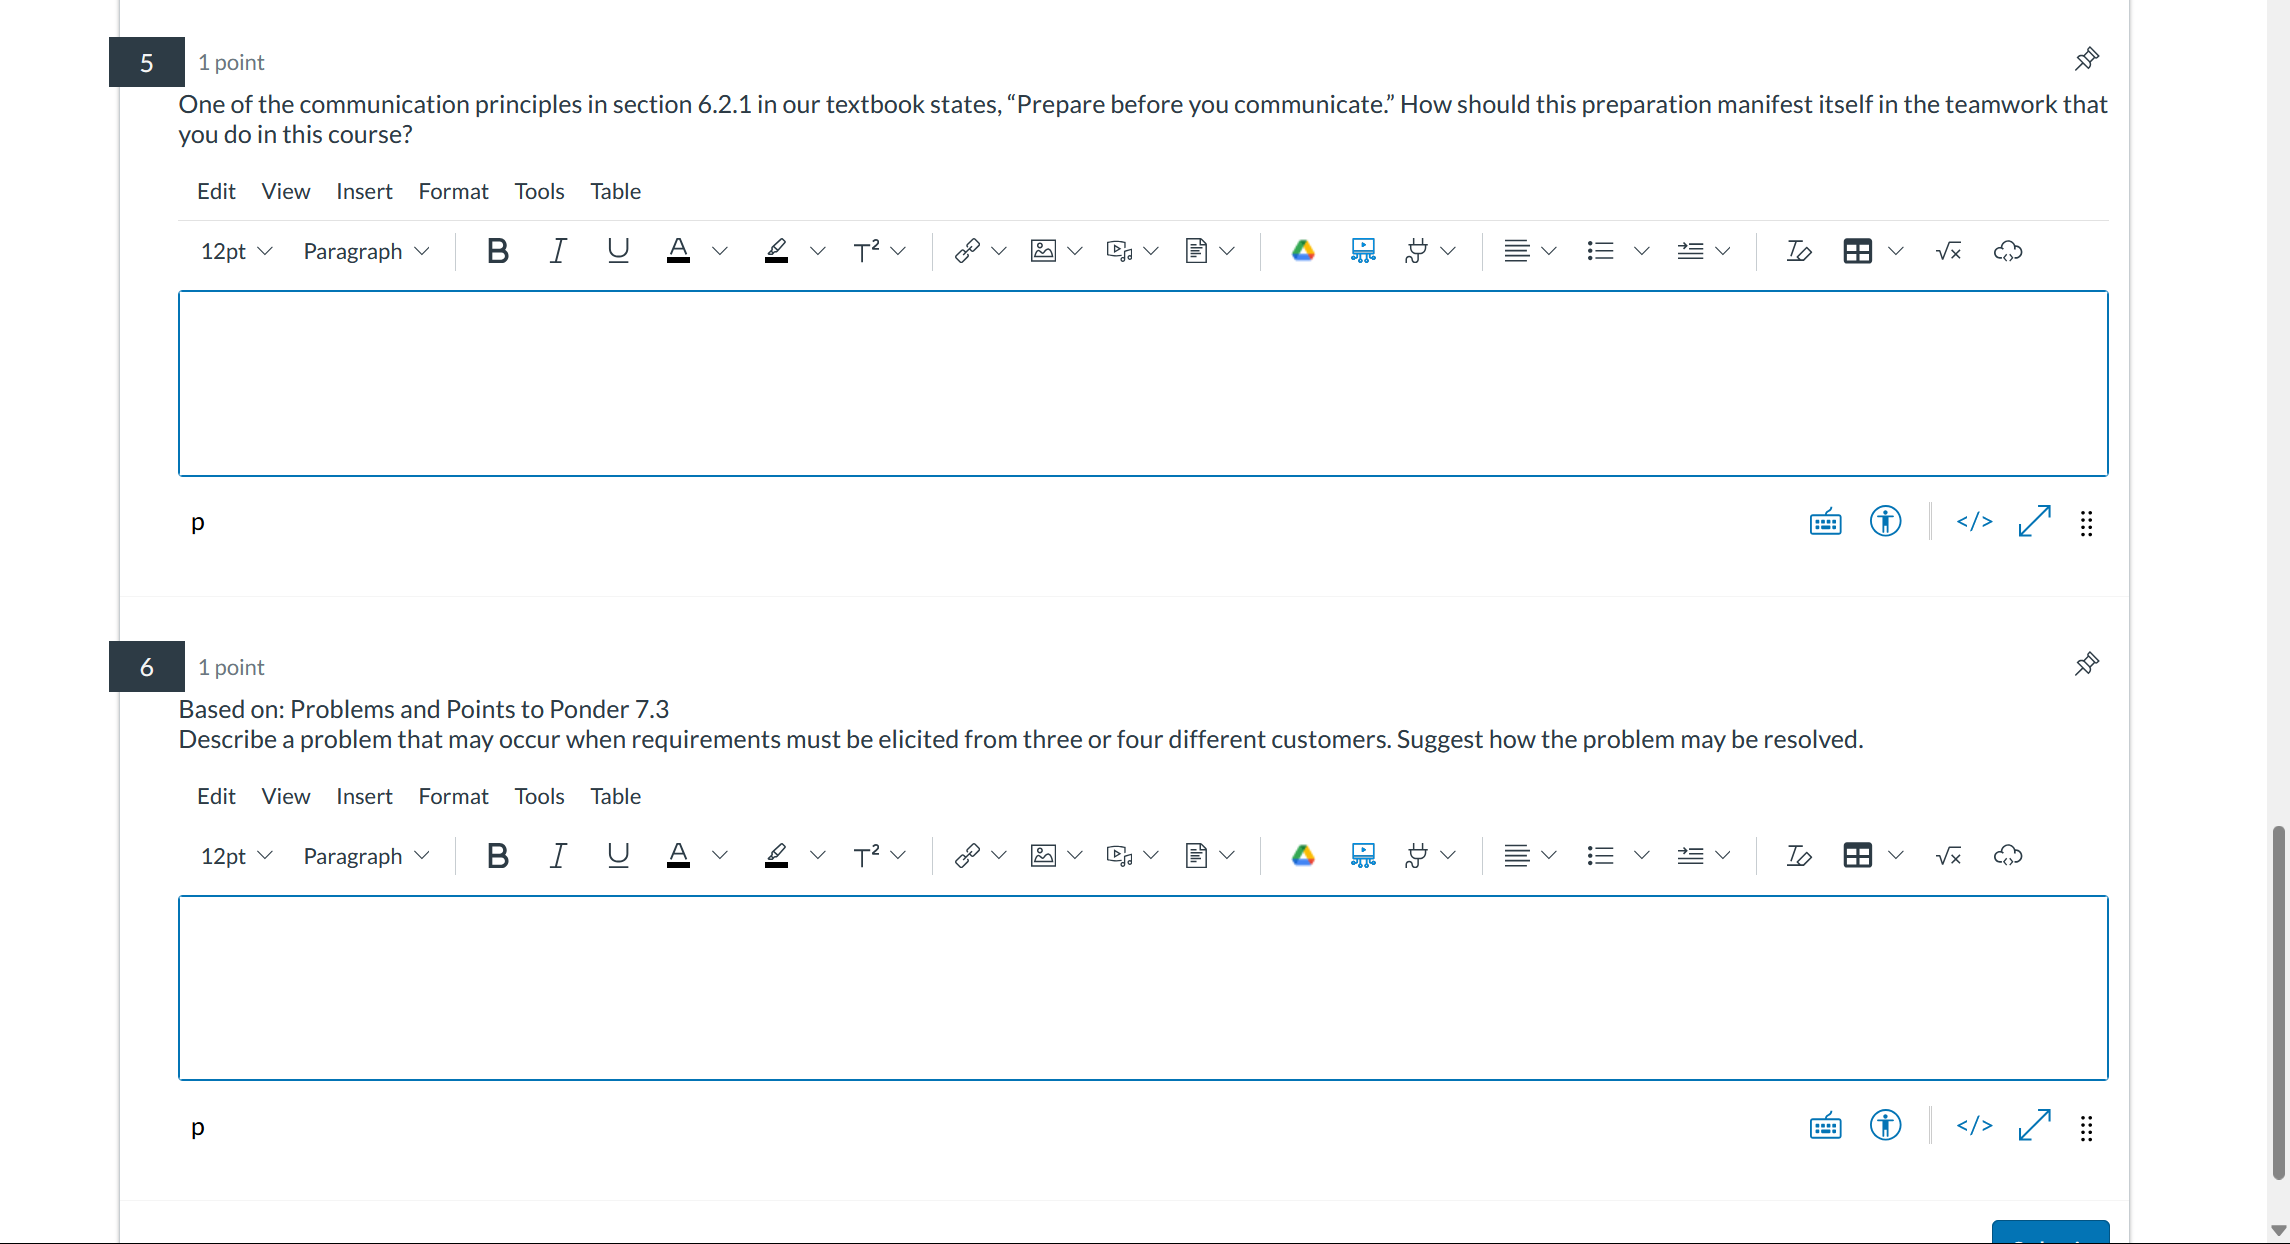 5
1 point
One of the communication principles in section 6.2.1 in our textbook states, “Prepare before you communicate.” How should this preparation manifest itself in the teamwork that
you do in this course?
Edit View Insert Format Tools Table
12pt Paragraph B I U A T² √x
p </>
6
1 point
Based on: Problems and Points to Ponder 7.3
Describe a problem that may occur when requirements must be elicited from three or four different customers. Suggest how the problem may be resolved.
Edit View Insert Format Tools Table
12pt Paragraph B I U A T² √x
p </>